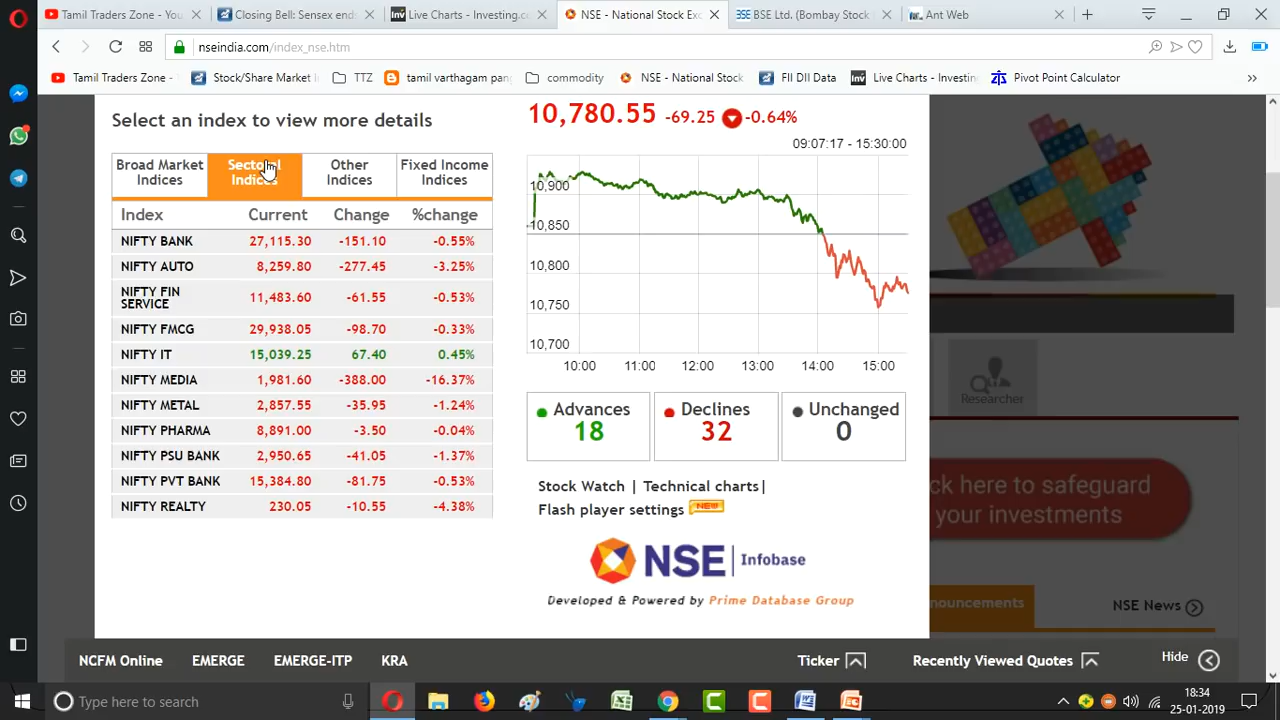 Tamil Traders Zone - You
Closing Bell: Sensex end
Live Charts - Investing.co
NSE - National Stock Exc
BSE Ltd. (Bombay Stock
Ant Web
nseindia.com/index_nse.htm
Tamil Traders Zone -
Stock/Share Market
TTZ
tamil varthagam pan
commodity
NSE - National Stock
FII DII Data
Live Charts - Investin
Pivot Point Calculator
Select an index to view more details
Broad Market Indices
Sectoral Indices
Other Indices
Fixed Income Indices
Index Current Change %change
NIFTY BANK 27,115.30 -151.10 -0.55%
NIFTY AUTO 8,259.80 -277.45 -3.25%
NIFTY FIN SERVICE 11,483.60 -61.55 -0.53%
NIFTY FMCG 29,938.05 -98.70 -0.33%
NIFTY IT 15,039.25 67.40 0.45%
NIFTY MEDIA 1,981.60 -388.00 -16.37%
NIFTY METAL 2,857.55 -35.95 -1.24%
NIFTY PHARMA 8,891.00 -3.50 -0.04%
NIFTY PSU BANK 2,950.65 -41.05 -1.37%
NIFTY PVT BANK 15,384.80 -81.75 -0.53%
NIFTY REALTY 230.05 -10.55 -4.38%
10,780.55 -69.25 -0.64%
09:07:17 - 15:30:00
10,900
10,850
10,800
10,750
10,700
10:00 11:00 12:00 13:00 14:00 15:00
Advances 18
Declines 32
Unchanged 0
Stock Watch | Technical charts|
Flash player settings NEW
NSE Infobase
Developed & Powered by Prime Database Group
Researcher
ck here to safeguard
your investments
nouncements
NSE News
NCFM Online
EMERGE
EMERGE-ITP
KRA
Ticker
Recently Viewed Quotes
Hide
Type here to search
18:34
25-01-2019